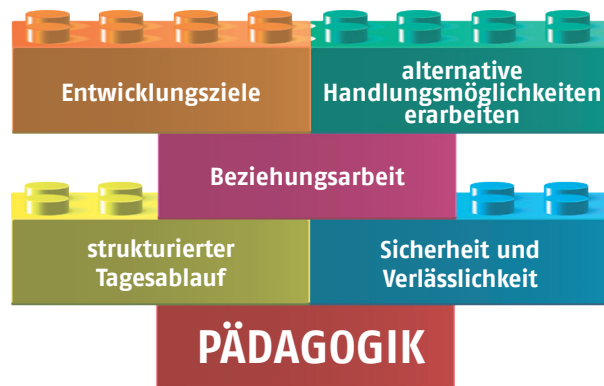 Entwicklungsziele
alternative
Handlungsmöglichkeiten
erarbeiten
Beziehungsarbeit
strukturierter
Tagesablauf
Sicherheit und
Verlässlichkeit
PÄDAGOGIK